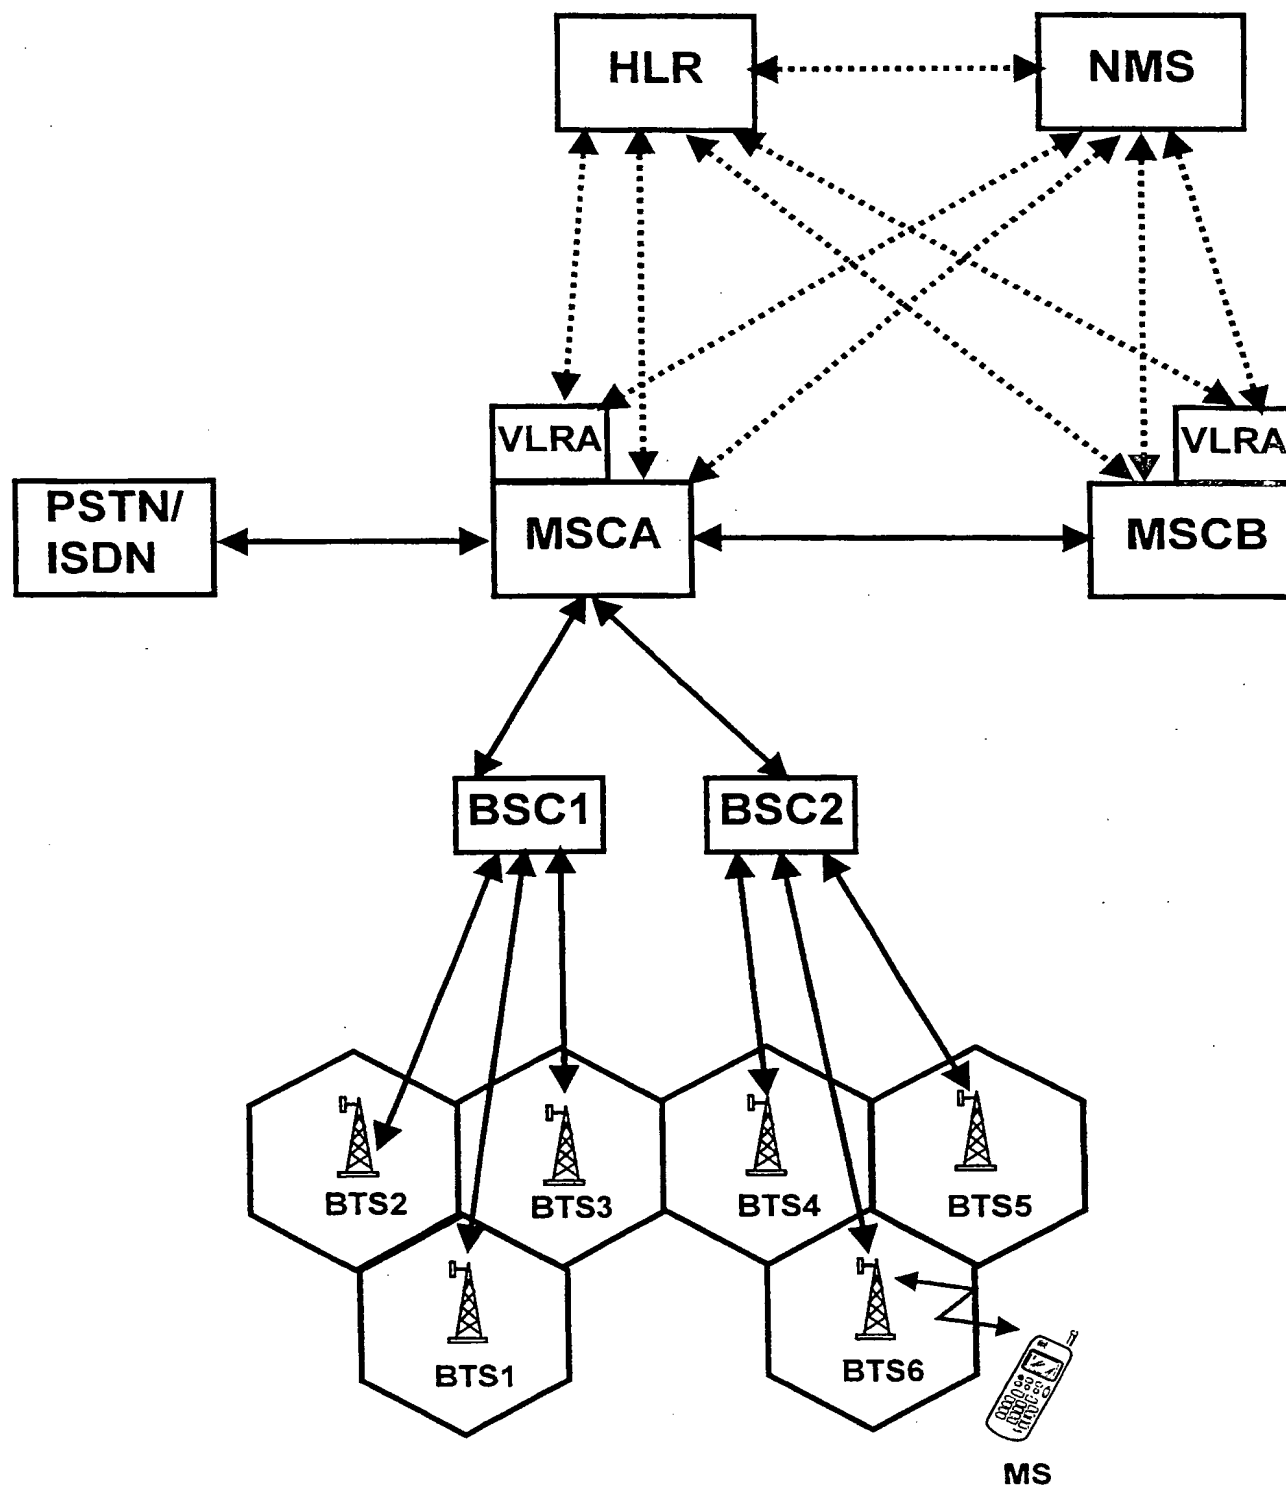 HLR
NMS
VLRA
VLRA
PSTN/
ISDN
MSCA
MSCB
BSC1
BSC2
BTS2
BTS3
BTS4
BTS5
BTS1
BTS6
MS